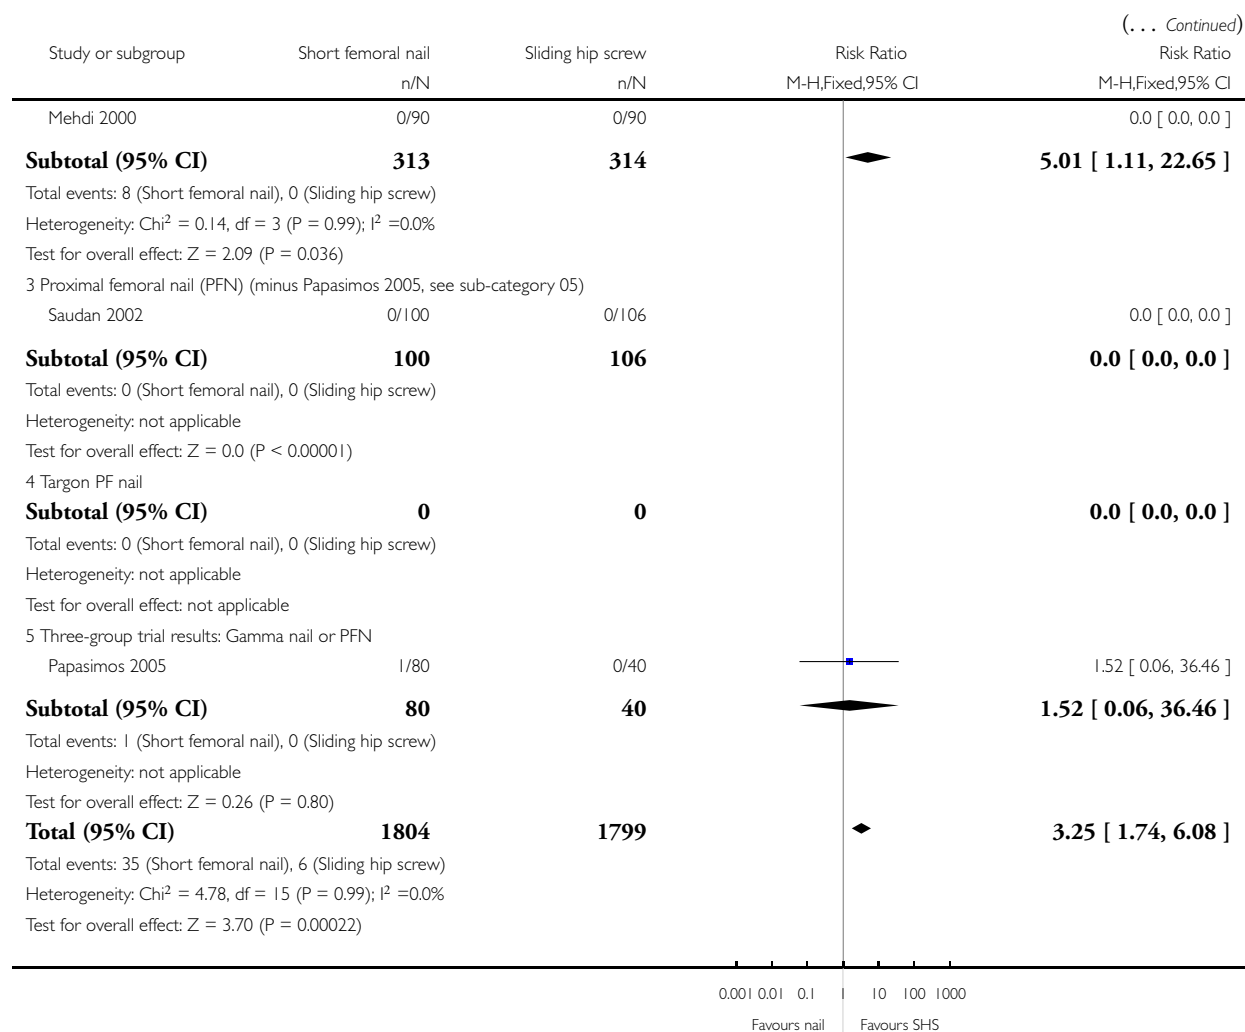 (... Continued)
Study or subgroup Short femoral nail Sliding hip screw Risk Ratio Risk Ratio
n/N n/N M-H,Fixed,95% CI M-H,Fixed,95% CI
Mehdi 2000 0/90 0/90 0.0 [ 0.0, 0.0 ]
Subtotal (95% CI) 313 314 5.01 [ 1.11, 22.65 ]
Total events: 8 (Short femoral nail), 0 (Sliding hip screw)
Heterogeneity: Chi² = 0.14, df = 3 (P = 0.99); I² =0.0%
Test for overall effect: Z = 2.09 (P = 0.036)
3 Proximal femoral nail (PFN) (minus Papasimos 2005, see sub-category 05)
Saudan 2002 0/100 0/106 0.0 [ 0.0, 0.0 ]
Subtotal (95% CI) 100 106 0.0 [ 0.0, 0.0 ]
Total events: 0 (Short femoral nail), 0 (Sliding hip screw)
Heterogeneity: not applicable
Test for overall effect: Z = 0.0 (P < 0.00001)
4 Targon PF nail
Subtotal (95% CI) 0 0 0.0 [ 0.0, 0.0 ]
Total events: 0 (Short femoral nail), 0 (Sliding hip screw)
Heterogeneity: not applicable
Test for overall effect: not applicable
5 Three-group trial results: Gamma nail or PFN
Papasimos 2005 1/80 0/40 1.52 [ 0.06, 36.46 ]
Subtotal (95% CI) 80 40 1.52 [ 0.06, 36.46 ]
Total events: 1 (Short femoral nail), 0 (Sliding hip screw)
Heterogeneity: not applicable
Test for overall effect: Z = 0.26 (P = 0.80)
Total (95% CI) 1804 1799 3.25 [ 1.74, 6.08 ]
Total events: 35 (Short femoral nail), 6 (Sliding hip screw)
Heterogeneity: Chi² = 4.78, df = 15 (P = 0.99); I² =0.0%
Test for overall effect: Z = 3.70 (P = 0.00022)
0.001 0.01 0.1 1 10 100 1000
Favours nail Favours SHS